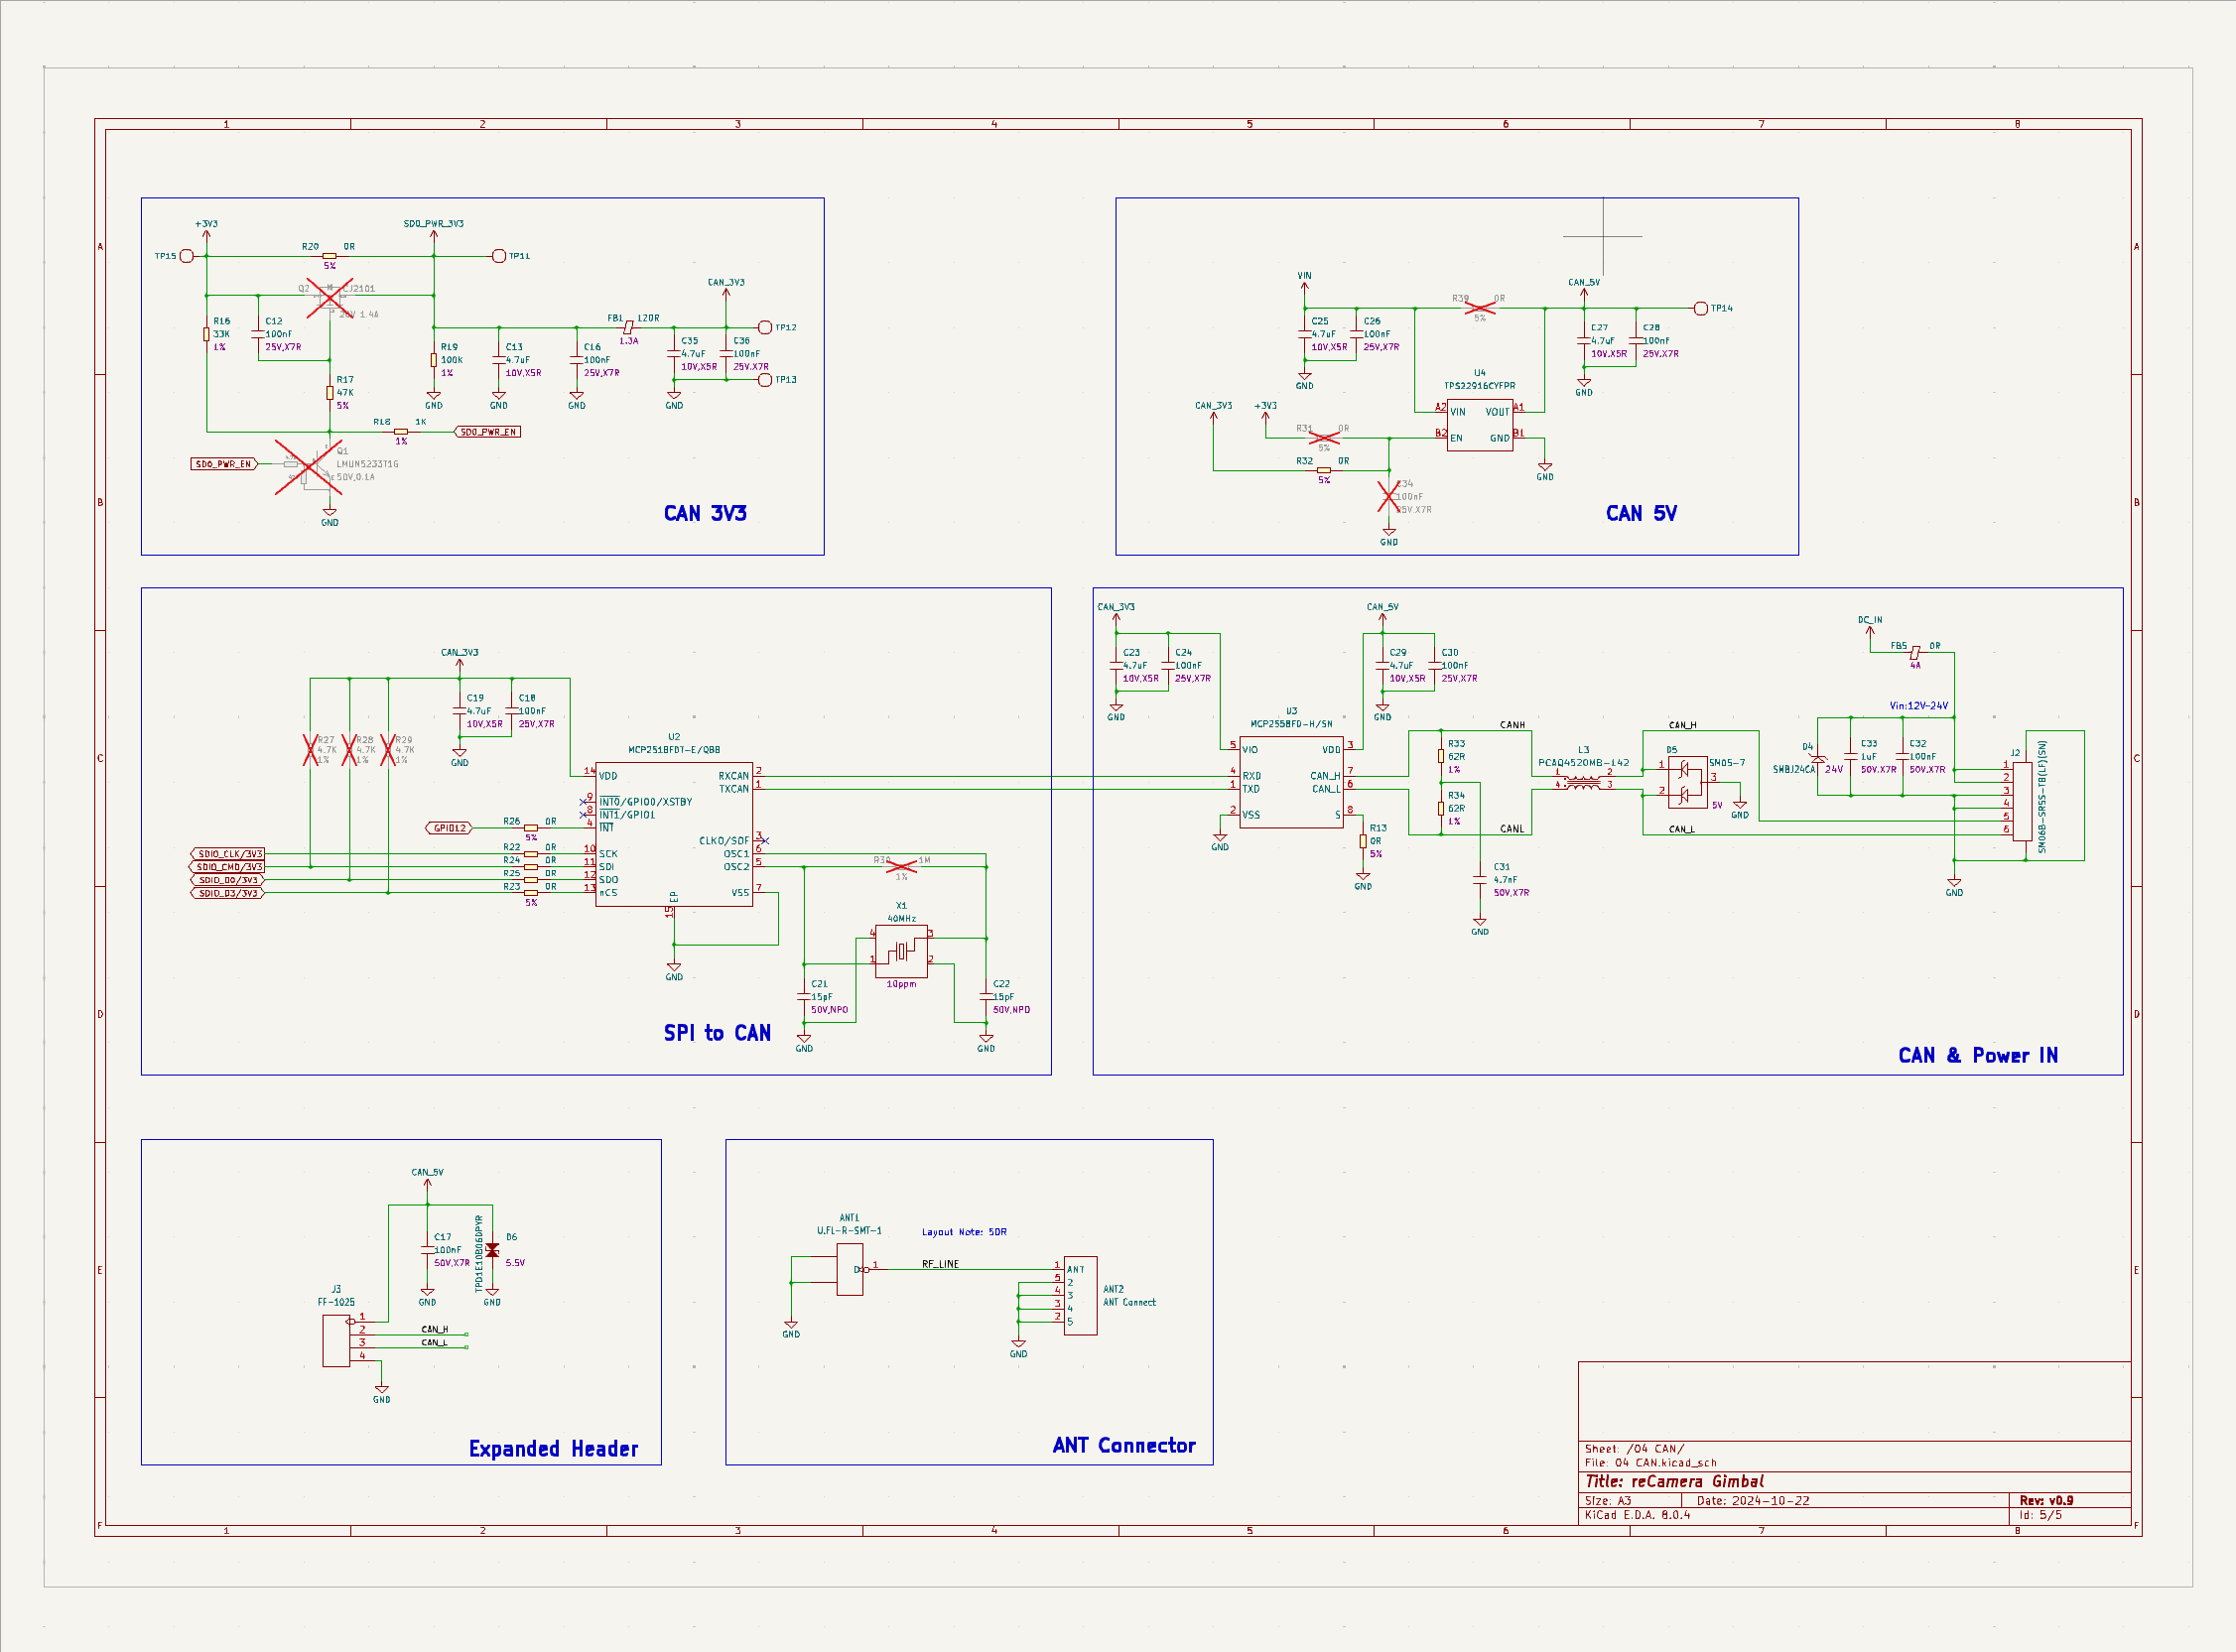 1 2 3 4 5 6 7 8
A
B
C
D
E
F
+3V3
SDO_PWR_3V3
TP15
R20 0R
5%
TP11
Q2
CJ2101
20V 1.4A
R16
33K
1%
C12
100nF
25V,X7R
R17
47K
5%
R18 1K
1%
SDO_PWR_EN
SDO_PWR_EN
Q1
LMUN5233T1G
50V,0.1A
GND
R19
100k
1%
GND
C13
4.7uF
10V,X5R
GND
C16
100nF
25V,X7R
GND
FB1 120R
1.3A
CAN_3V3
C35
4.7uF
10V,X5R
C36
100nF
25V,X7R
TP12
TP13
GND
CAN 3V3
VIN
C25
4.7uF
10V,X5R
C26
100nF
25V,X7R
GND
R39 0R
5%
CAN_5V
TP14
C27
4.7uF
10V,X5R
C28
100nF
25V,X7R
GND
U4
TPS22916CYFPR
A2 VIN VOUT A1
B2 EN GND B1
GND
CAN_3V3
+3V3
R31 0R
5%
R32 0R
5%
C34
100nF
25V,X7R
GND
CAN 5V
CAN_3V3
C19
4.7uF
10V,X5R
C18
100nF
25V,X7R
GND
R27
4.7K
1%
R28
4.7K
1%
R29
4.7K
1%
U2
MCP2518FDT-E/QBB
14 VDD RXCAN 2
TXCAN 1
9 INT0/GPIO0/XSTBY
8 INT1/GPIO1
4 INT
CLKO/SOF 3
10 SCK OSC1 6
11 SDI OSC2 5
12 SDO
13 nCS VSS 7
EP 15
GND
GPIO12
R26 0R
5%
SDIO_CLK/3V3
SDIO_CMD/3V3
SDIO_D0/3V3
SDIO_D3/3V3
R22 0R
R24 0R
R25 0R
R23 0R
5%
R30 1M
1%
X1
40MHz
4 3
1 2
10ppm
C21
15pF
50V,NPO
GND
C22
15pF
50V,NPO
GND
SPI to CAN
CAN_3V3
C23
4.7uF
10V,X5R
C24
100nF
25V,X7R
GND
CAN_5V
C29
4.7uF
10V,X5R
C30
100nF
25V,X7R
GND
U3
MCP2558FD-H/SN
5 VIO VDD 3
4 RXD CAN_H 7
1 TXD CAN_L 6
2 VSS S 8
GND
R13
0R
5%
GND
CANH
R33
62R
1%
R34
62R
1%
CANL
C31
4.7nF
50V,X7R
GND
L3
PCAQ4520MB-142
1 2
4 3
CAN_H
D5
SM05-7
1
2
3
5V
GND
CAN_L
DC_IN
FB5 0R
4A
Vin:12V-24V
D4
SMBJ24CA
24V
C33
1uF
50V,X7R
C32
100nF
50V,X7R
J2
SM06B-SRSS-TB(LF)(SN)
1
2
3
4
5
6
GND
CAN & Power IN
CAN_5V
C17
100nF
50V,X7R
GND
TPD1E10B06DPYR
D6
5.5V
GND
J3
FF-1025
1
2 CAN_H
3 CAN_L
4
GND
Expanded Header
ANT1
U.FL-R-SMT-1
Layout Note: 50R
1
RF_LINE
GND
1 ANT
5 2
4 3
3 4
2 5
ANT2
ANT Connect
GND
ANT Connector
Sheet: /04 CAN/
File: 04 CAN.kicad_sch
Title: reCamera Gimbal
Size: A3 Date: 2024-10-22 Rev: v0.9
KiCad E.D.A. 8.0.4 Id: 5/5
1 2 3 4 5 6 7 8
A
B
C
D
E
F